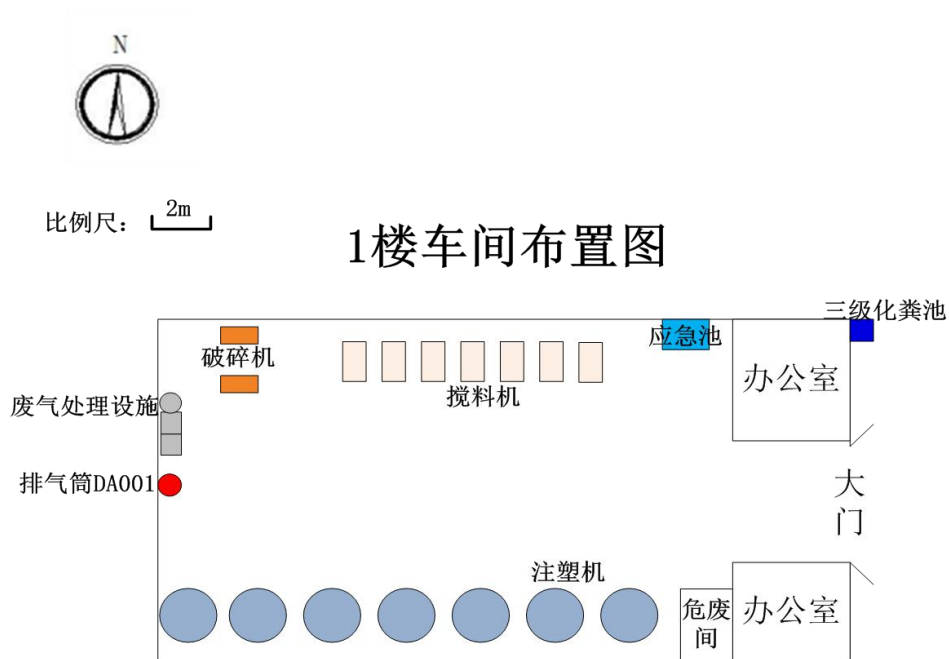 N
比例尺： 2m
1楼车间布置图
三级化粪池
应急池
破碎机
办公室
搅料机
废气处理设施
排气筒DA001
大
门
注塑机
危废
间
办公室